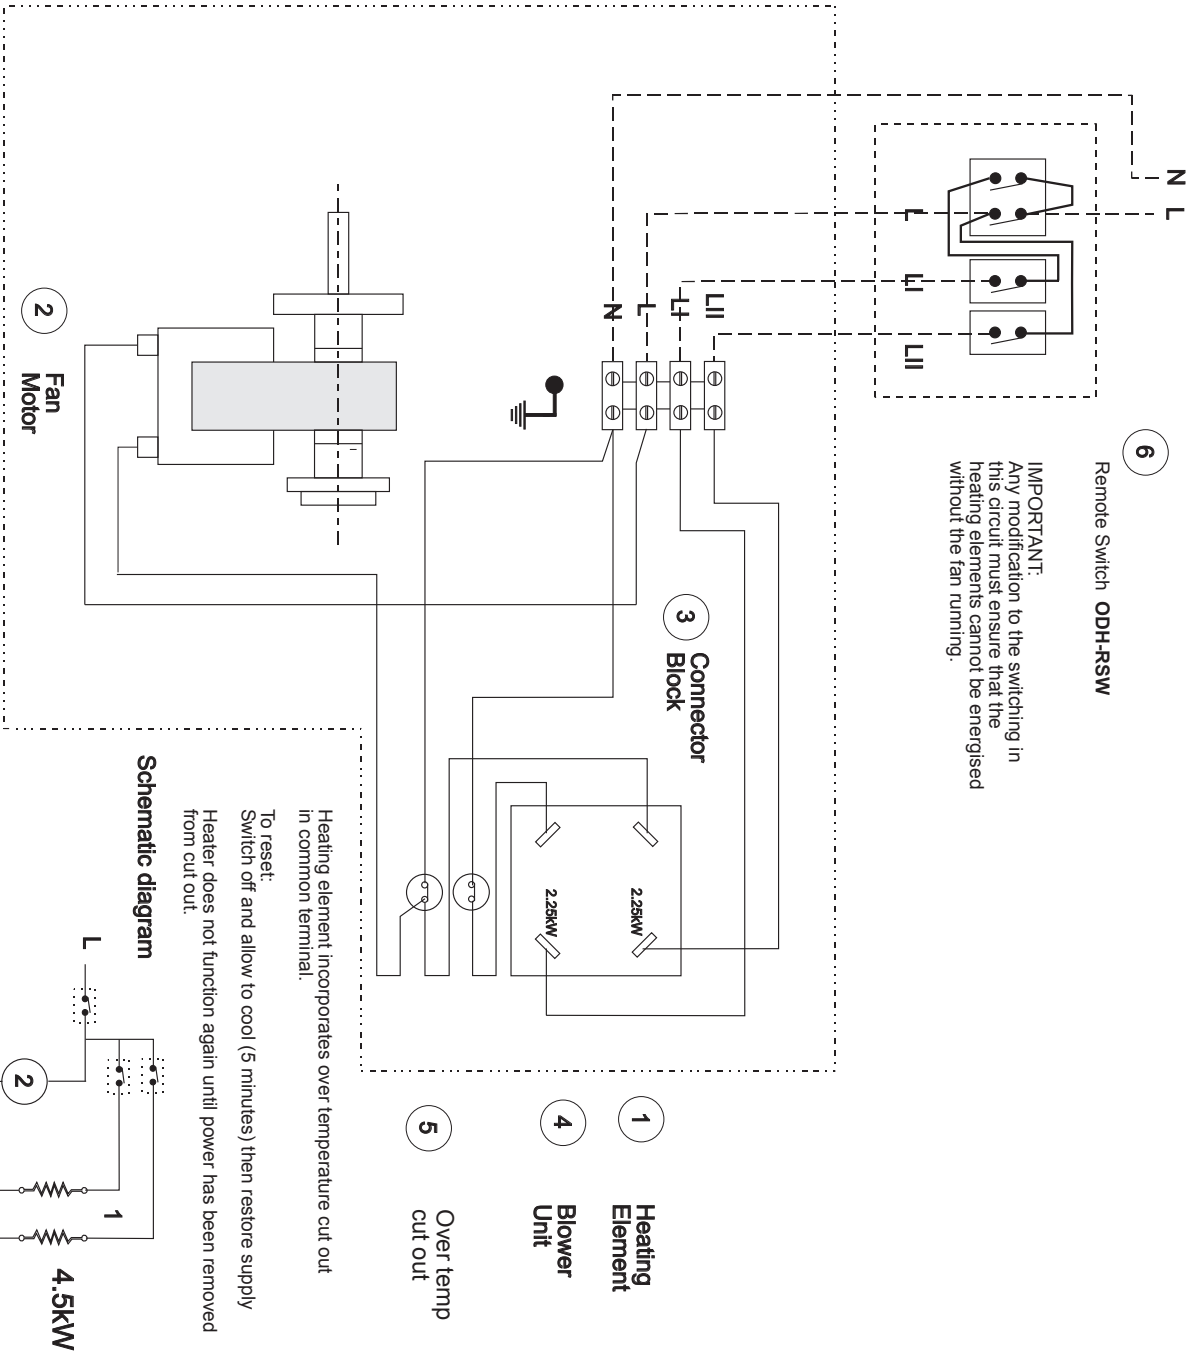 N
L
L
LI
LII
6
Remote Switch ODH-RSW
IMPORTANT:
Any modification to the switching in
this circuit must ensure that the
heating elements cannot be energised
without the fan running.
N
L
LI
LII
3
Connector
Block
2
Fan
Motor
2.25kW
2.25kW
1
Heating
Element
4
Blower
Unit
5
Over temp
cut out
Heating element incorporates over temperature cut out
in common terminal.
To reset:
Switch off and allow to cool (5 minutes) then restore supply
Heater does not function again until power has been removed
from cut out.
Schematic diagram
L
2
1
4.5kW